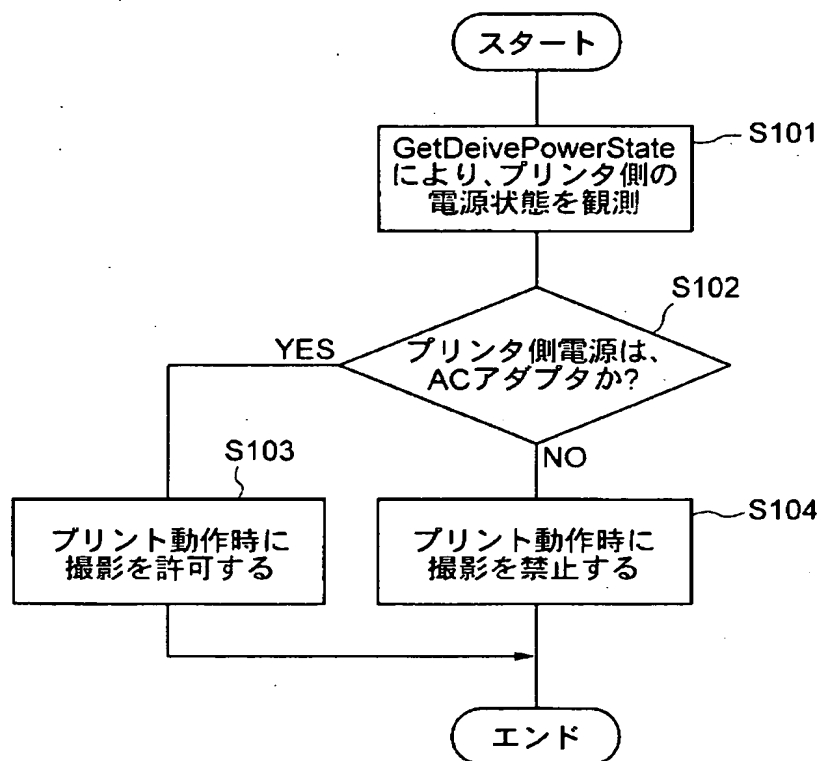 スタート
S101
GetDeivePowerState
により、プリンタ側の
電源状態を観測
S102
プリンタ側電源は、
ACアダプタか?
YES
NO
S103
プリント動作時に
撮影を許可する
S104
プリント動作時に
撮影を禁止する
エンド